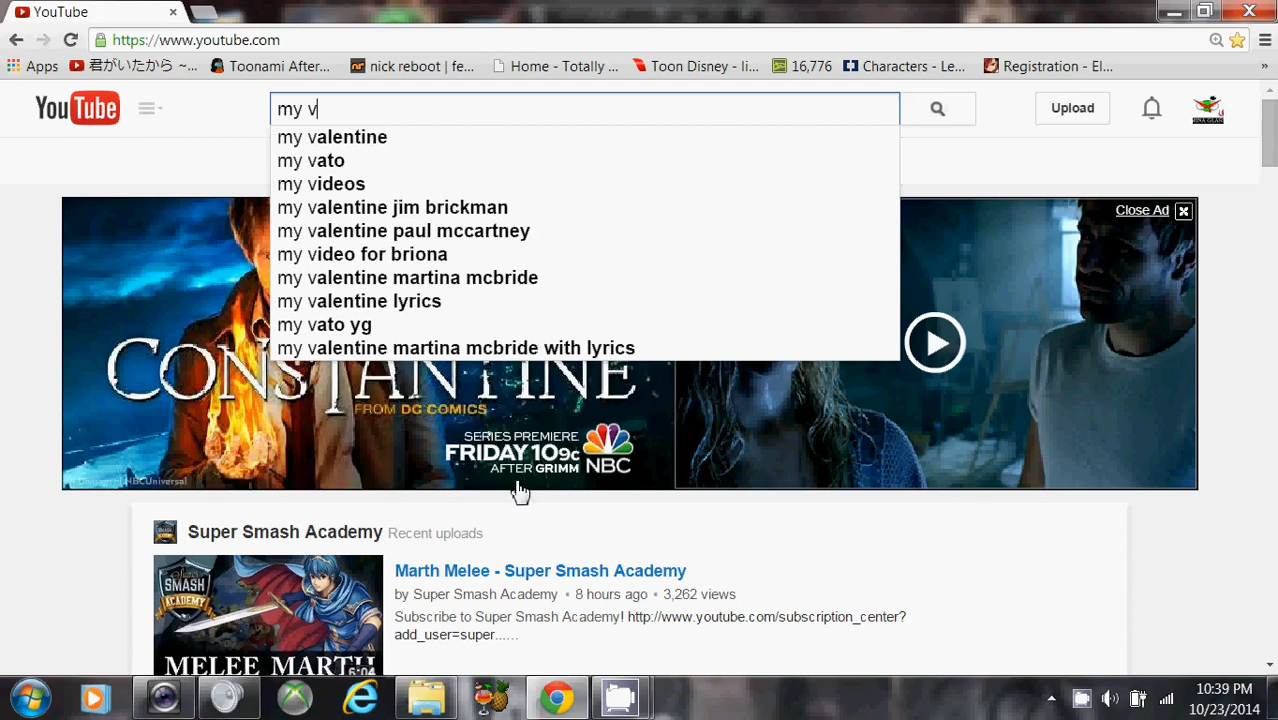 YouTube
https://www.youtube.com
Apps 君がいたから ~... Toonami After... nick reboot | fe... Home - Totally ... Toon Disney - li... 16,776 Characters - Le... Registration - El... »
YouTube my v Upload
my valentine
my vato
my videos
my valentine jim brickman
my valentine paul mccartney
my video for briona
my valentine martina mcbride
my valentine lyrics
my vato yg
my valentine martina mcbride with lyrics
Close Ad
CONSTANTINE
FROM DC COMICS
SERIES PREMIERE
FRIDAY 10/9c
AFTER GRIMM NBC
Division of NBCUniversal
Super Smash Academy Recent uploads
SUPER SMASH ACADEMY
Marth Melee - Super Smash Academy
by Super Smash Academy • 8 hours ago • 3,262 views
Subscribe to Super Smash Academy! http://www.youtube.com/subscription_center?
add_user=super......
MELEE MARTH
6:04
10:39 PM
10/23/2014